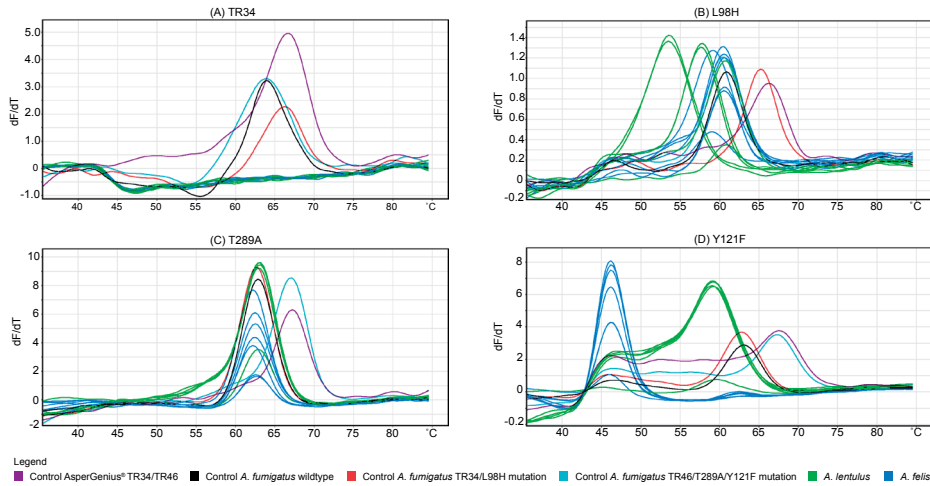 (A) TR34
dF/dT
5.0
4.0
3.0
2.0
1.0
0
-1.0
40 45 50 55 60 65 70 75 80 °C
(B) L98H
dF/dT
1.4
1.2
1.0
0.8
0.6
0.4
0.2
0
-0.2
40 45 50 55 60 65 70 75 80 °C
(C) T289A
dF/dT
10
8
6
4
2
0
-2
40 45 50 55 60 65 70 75 80 °C
(D) Y121F
dF/dT
8
6
4
2
0
-0.2
40 45 50 55 60 65 70 75 80 °C
Legend
Control AsperGenius® TR34/TR46 Control A. fumigatus wildtype Control A. fumigatus TR34/L98H mutation Control A. fumigatus TR46/T289A/Y121F mutation A. lentulus A. felis